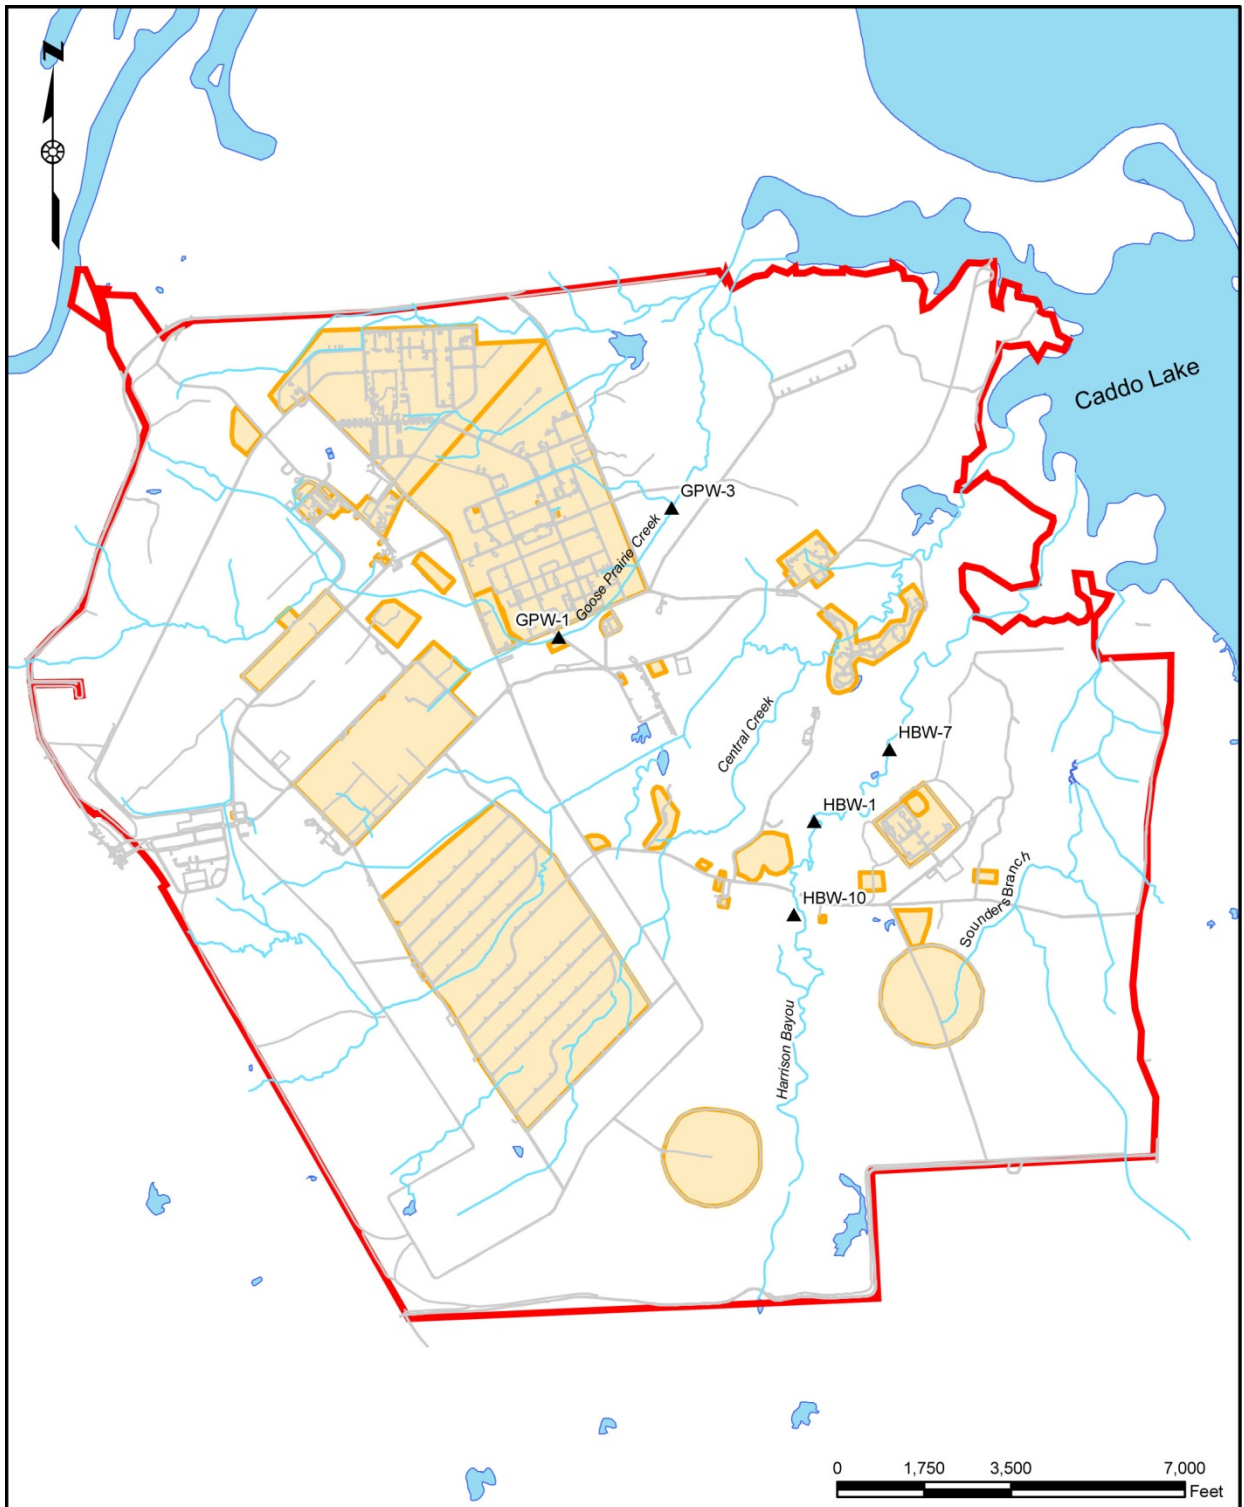 N
Caddo Lake
GPW-3
Goose Prairie Creek
GPW-1
Central Creek
HBW-7
HBW-1
Sounders Branch
HBW-10
Harrison Bayou
0 1,750 3,500 7,000
Feet